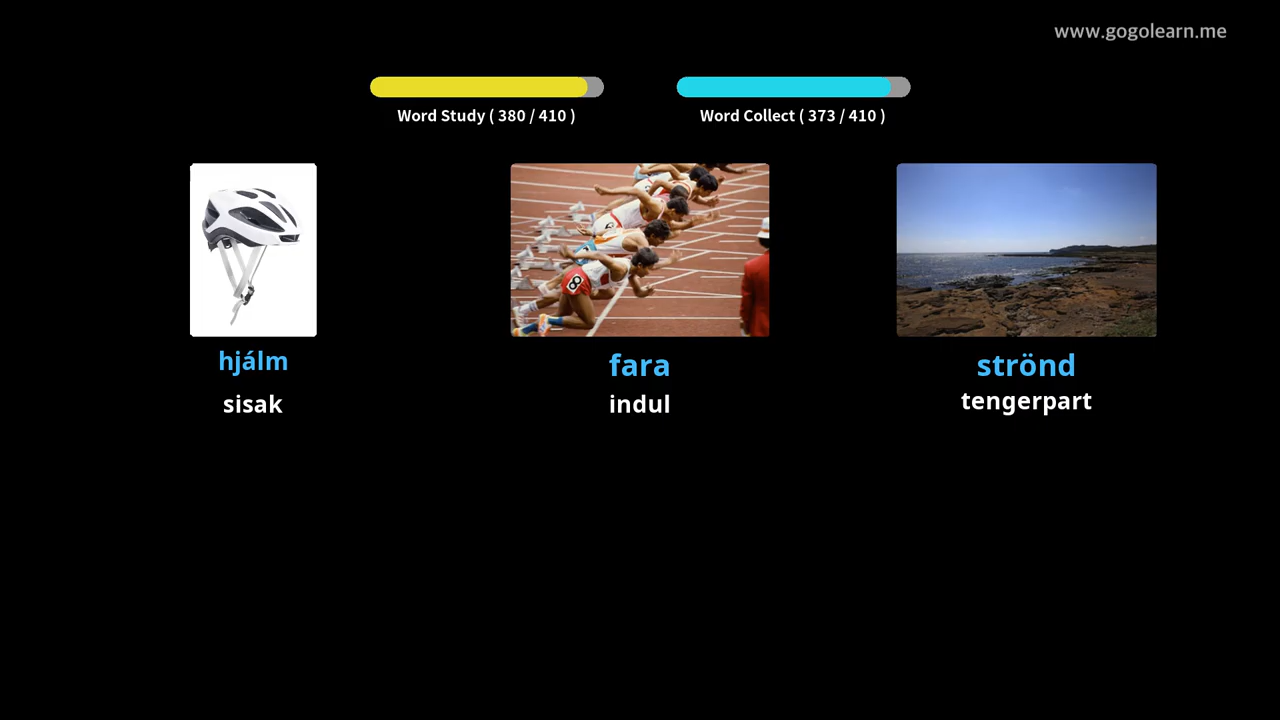 www.gogolearn.me
Word Study ( 380 / 410 )
Word Collect ( 373 / 410 )
hjálm
fara
strönd
sisak
indul
tengerpart